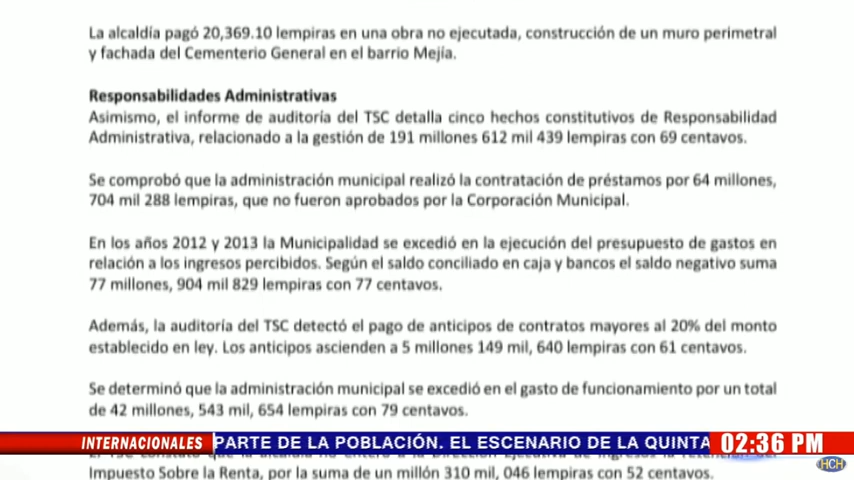 La alcaldía pagó 20,369.10 lempiras en una obra no ejecutada, construcción de un muro perimetral
y fachada del Cementerio General en el barrio Mejía.
Responsabilidades Administrativas
Asimismo, el informe de auditoría del TSC detalla cinco hechos constitutivos de Responsabilidad
Administrativa, relacionado a la gestión de 191 millones 612 mil 439 lempiras con 69 centavos.
Se comprobó que la administración municipal realizó la contratación de préstamos por 64 millones,
704 mil 288 lempiras, que no fueron aprobados por la Corporación Municipal.
En los años 2012 y 2013 la Municipalidad se excedió en la ejecución del presupuesto de gastos en
relación a los ingresos percibidos. Según el saldo conciliado en caja y bancos el saldo negativo suma
77 millones, 904 mil 829 lempiras con 77 centavos.
Además, la auditoría del TSC detectó el pago de anticipos de contratos mayores al 20% del monto
establecido en ley. Los anticipos ascienden a 5 millones 149 mil, 640 lempiras con 61 centavos.
Se determinó que la administración municipal se excedió en el gasto de funcionamiento por un total
de 42 millones, 543 mil, 654 lempiras con 79 centavos.
INTERNACIONALES PARTE DE LA POBLACIÓN. EL ESCENARIO DE LA QUINTA 02:36 PM
Impuesto Sobre la Renta, por la suma de un millón 310 mil, 046 lempiras con 52 centavos.
HCH